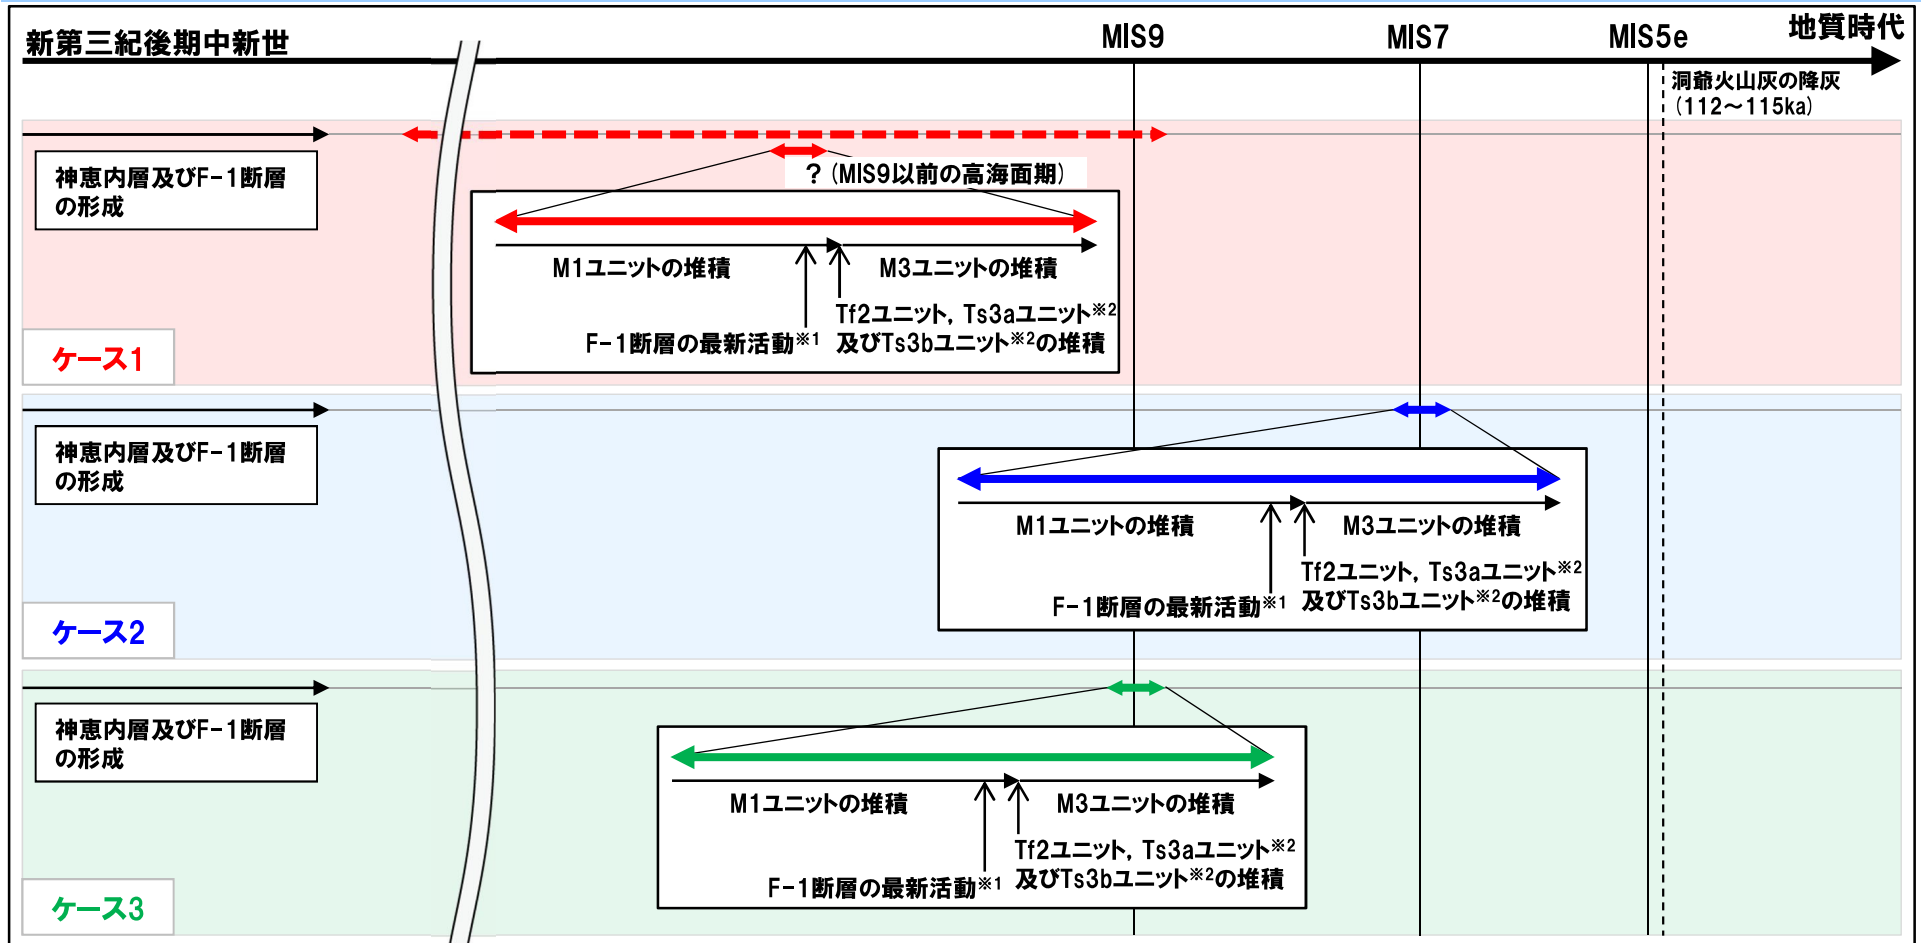 新第三紀後期中新世
MIS9
MIS7
MIS5e
地質時代
洞爺火山灰の降灰
(112～115ka)
神恵内層及びF-1断層
の形成
?(MIS9以前の高海面期)
M1ユニットの堆積
M3ユニットの堆積
Tf2ユニット, Ts3aユニット※2
F-1断層の最新活動※1
及びTs3bユニット※2の堆積
ケース1
神恵内層及びF-1断層
の形成
M1ユニットの堆積
M3ユニットの堆積
Tf2ユニット, Ts3aユニット※2
F-1断層の最新活動※1
及びTs3bユニット※2の堆積
ケース2
神恵内層及びF-1断層
の形成
M1ユニットの堆積
M3ユニットの堆積
Tf2ユニット, Ts3aユニット※2
F-1断層の最新活動※1
及びTs3bユニット※2の堆積
ケース3